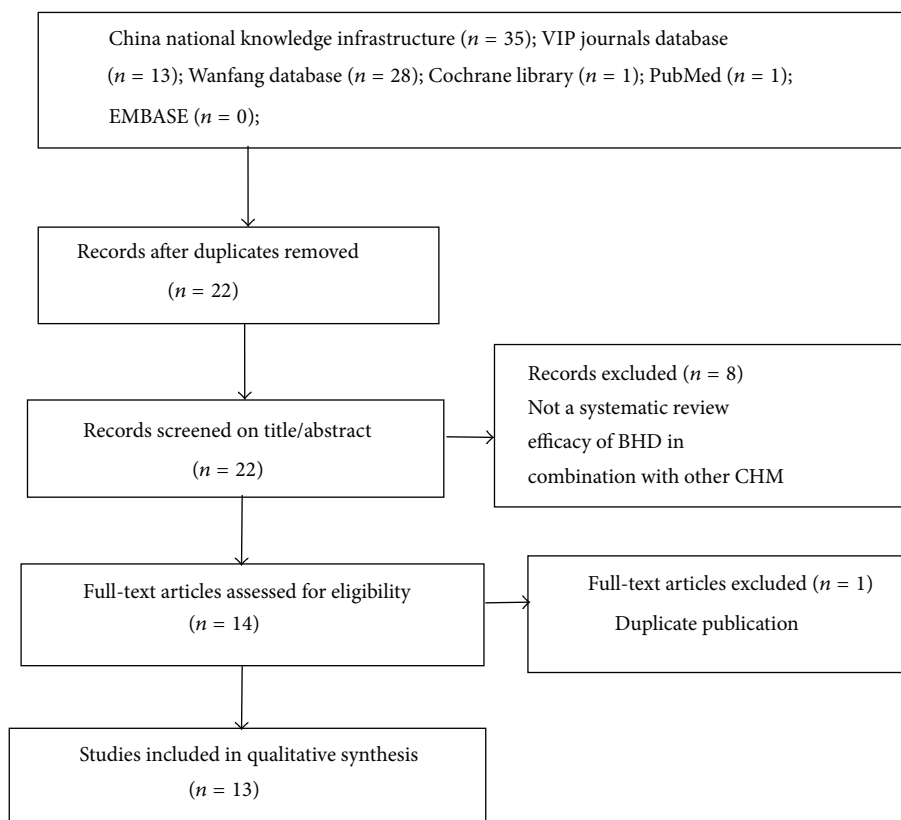 China national knowledge infrastructure (n = 35); VIP journals database
(n = 13); Wanfang database (n = 28); Cochrane library (n = 1); PubMed (n = 1);
EMBASE (n = 0);
Records after duplicates removed
(n = 22)
Records screened on title/abstract
(n = 22)
Records excluded (n = 8)
Not a systematic review
efficacy of BHD in
combination with other CHM
Full-text articles assessed for eligibility
(n = 14)
Full-text articles excluded (n = 1)
Duplicate publication
Studies included in qualitative synthesis
(n = 13)